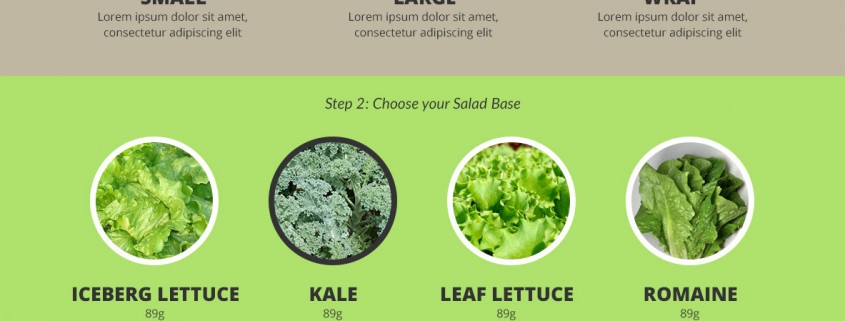 SMALL
LARGE
WRAP
Lorem ipsum dolor sit amet,
consectetur adipiscing elit
Lorem ipsum dolor sit amet,
consectetur adipiscing elit
Lorem ipsum dolor sit amet,
consectetur adipiscing elit
Step 2: Choose your Salad Base
ICEBERG LETTUCE
89g
KALE
89g
LEAF LETTUCE
89g
ROMAINE
89g